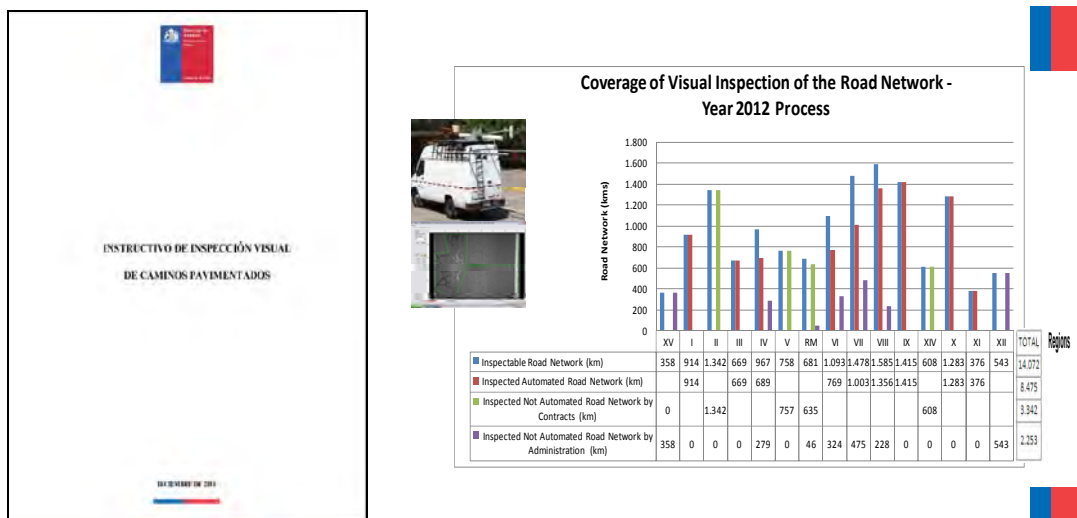 INSTRUCTIVO DE INSPECCIÓN VISUAL
DE CAMINOS PAVIMENTADOS
DICIEMBRE DE
Coverage of Visual Inspection of the Road Network -
Year 2012 Process
Road Network (kms)
1.800
1.600
1.400
1.200
1.000
800
600
400
200
0
XV I II III IV V RM VI VII VIII IX XIV X XI XII TOTAL Regions
Inspectable Road Network (km) 358 914 1.342 669 967 758 681 1.093 1.478 1.585 1.415 608 1.283 376 543 14.072
Inspected Automated Road Network (km) 914 669 689 769 1.003 1.356 1.415 1.283 376 8.475
Inspected Not Automated Road Network by
Contracts (km) 0 1.342 757 635 608 3.342
Inspected Not Automated Road Network by
Administration (km) 358 0 0 0 279 0 46 324 475 228 0 0 0 0 543 2.253